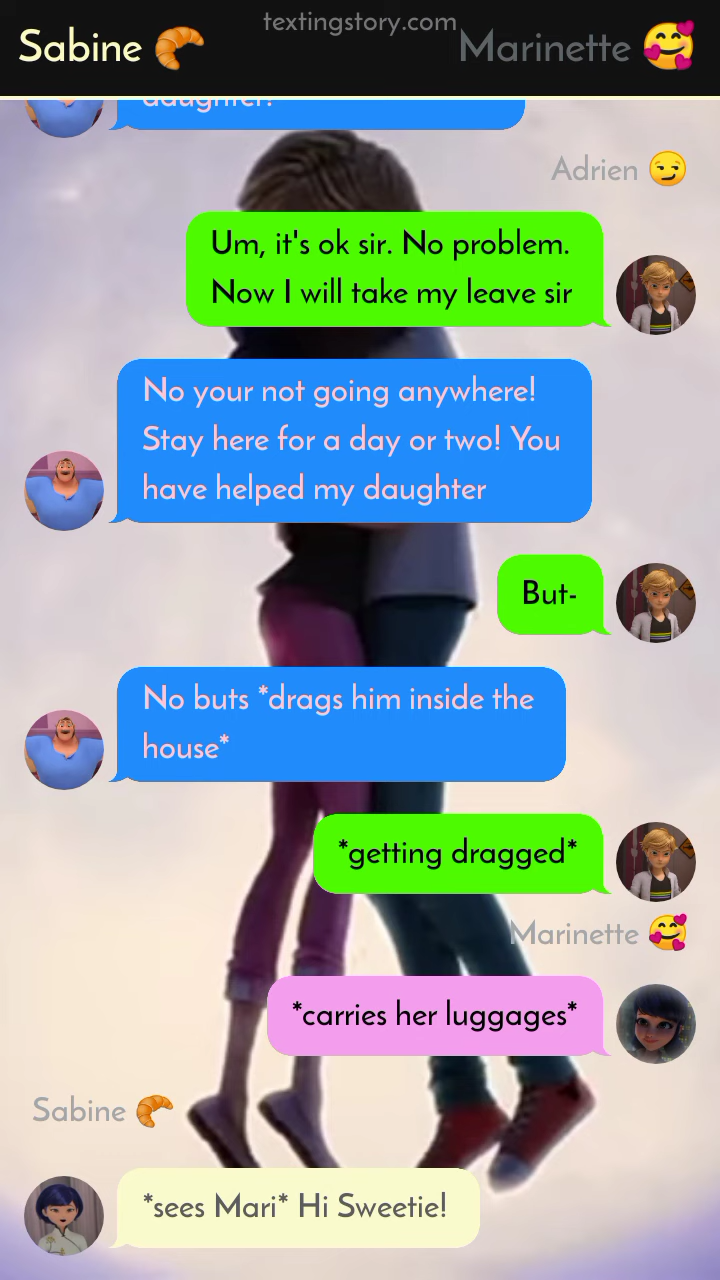 textingstory.com
Sabine 🥐 Marinette 🥰
daughter!
Adrien 😏
Um, it's ok sir. No problem.
Now I will take my leave sir
No your not going anywhere!
Stay here for a day or two! You
have helped my daughter
But-
No buts *drags him inside the
house*
*getting dragged*
Marinette 🥰
*carries her luggages*
Sabine 🥐
*sees Mari* Hi Sweetie!